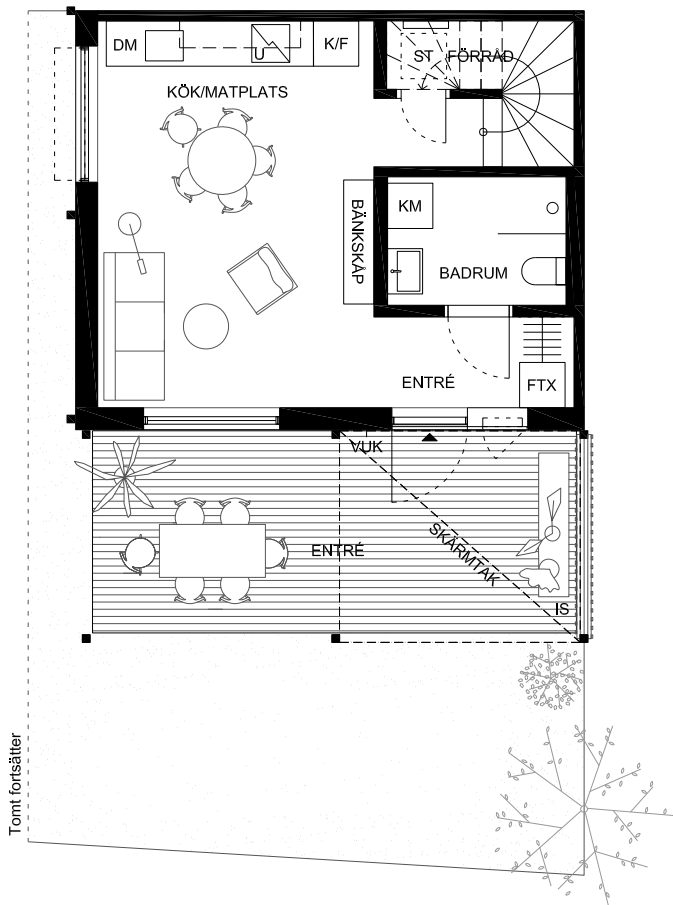 DM
U
K/F
ST FÖRRÅD
KÖK/MATPLATS
BÄNKSKÅP
KM
BADRUM
ENTRÉ
FTX
VUK
ENTRÉ
SKÄRMTAK
IS
Tomt fortsätter